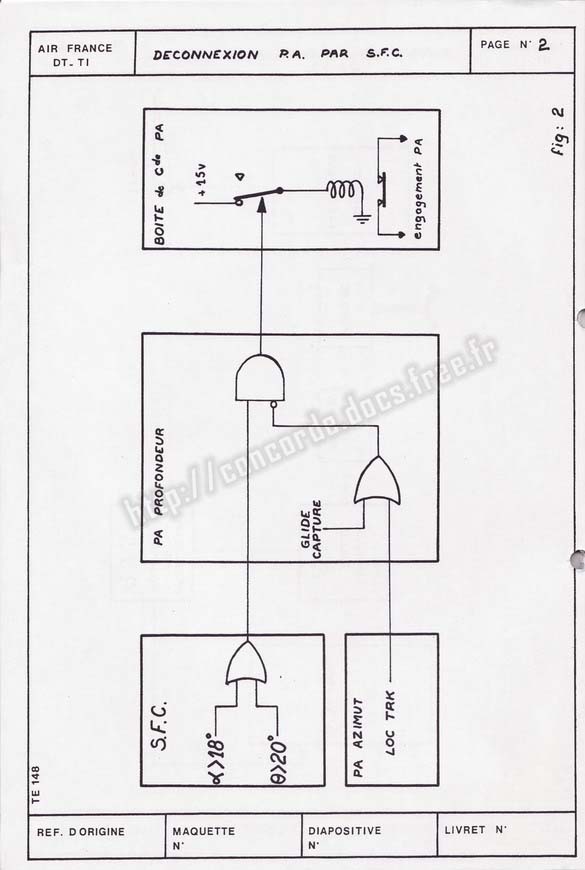 AIR FRANCE
DT-TI
DECONNEXION P.A. PAR S.F.C.
PAGE N° 2
fig: 2
BOITE de Cde PA
+15v
engagement PA
PA PROFONDEUR
GLIDE
CAPTURE
http://concorde.docs.free.fr
S.F.C.
α>18°
θ>20°
PA AZIMUT
LOC TRK
TE 148
REF. D'ORIGINE
MAQUETTE
N°
DIAPOSITIVE
N°
LIVRET N°